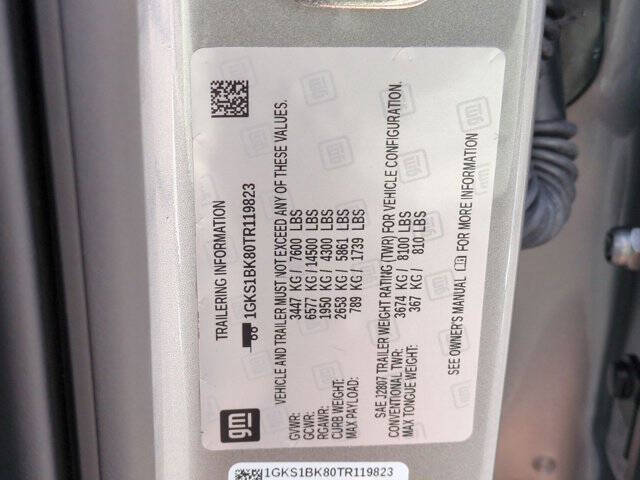 gm
TRAILERING INFORMATION
1GKS1BK80TR119823
VEHICLE AND TRAILER MUST NOT EXCEED ANY OF THESE VALUES.
GVWR: 3447 KG / 7600 LBS
GCWR: 6577 KG / 14500 LBS
RGAWR: 1950 KG / 4300 LBS
CURB WEIGHT: 2653 KG / 5861 LBS
MAX PAYLOAD: 789 KG / 1739 LBS
SAE J2807 TRAILER WEIGHT RATING (TWR) FOR VEHICLE CONFIGURATION.
CONVENTIONAL TWR: 3674 KG / 8100 LBS
MAX TONGUE WEIGHT: 367 KG / 810 LBS
SEE OWNER'S MANUAL FOR MORE INFORMATION
1GKS1BK80TR119823